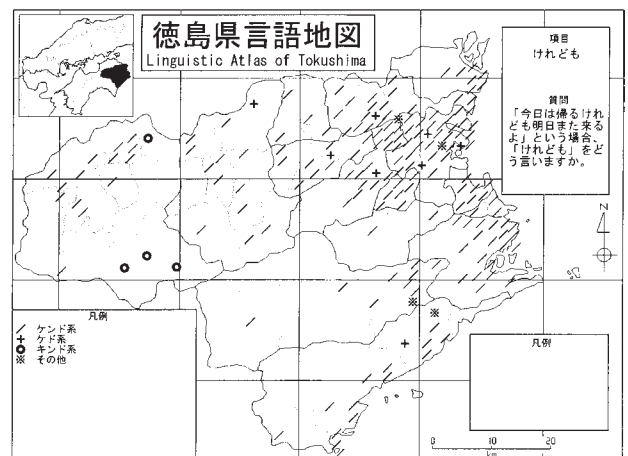 徳島県言語地図
Linguistic Atlas of Tokushima
項目
けれども
質問
「今日は帰るけれ
ども明日また来る
よ」という場合、
「けれども」をど
う言いますか。
N
凡例
ケンド系
ケド系
キンド系
その他
凡例
0 10 20
km